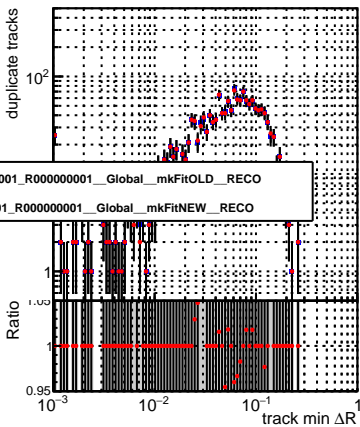 duplicate tracks
10²
001_R000000001__Global__mkFitOLD__RECO
01_R000000001__Global__mkFitNEW__RECO
1
Ratio
1.05
1
0.95
10⁻³ 10⁻² 10⁻¹ 1
track min ΔR